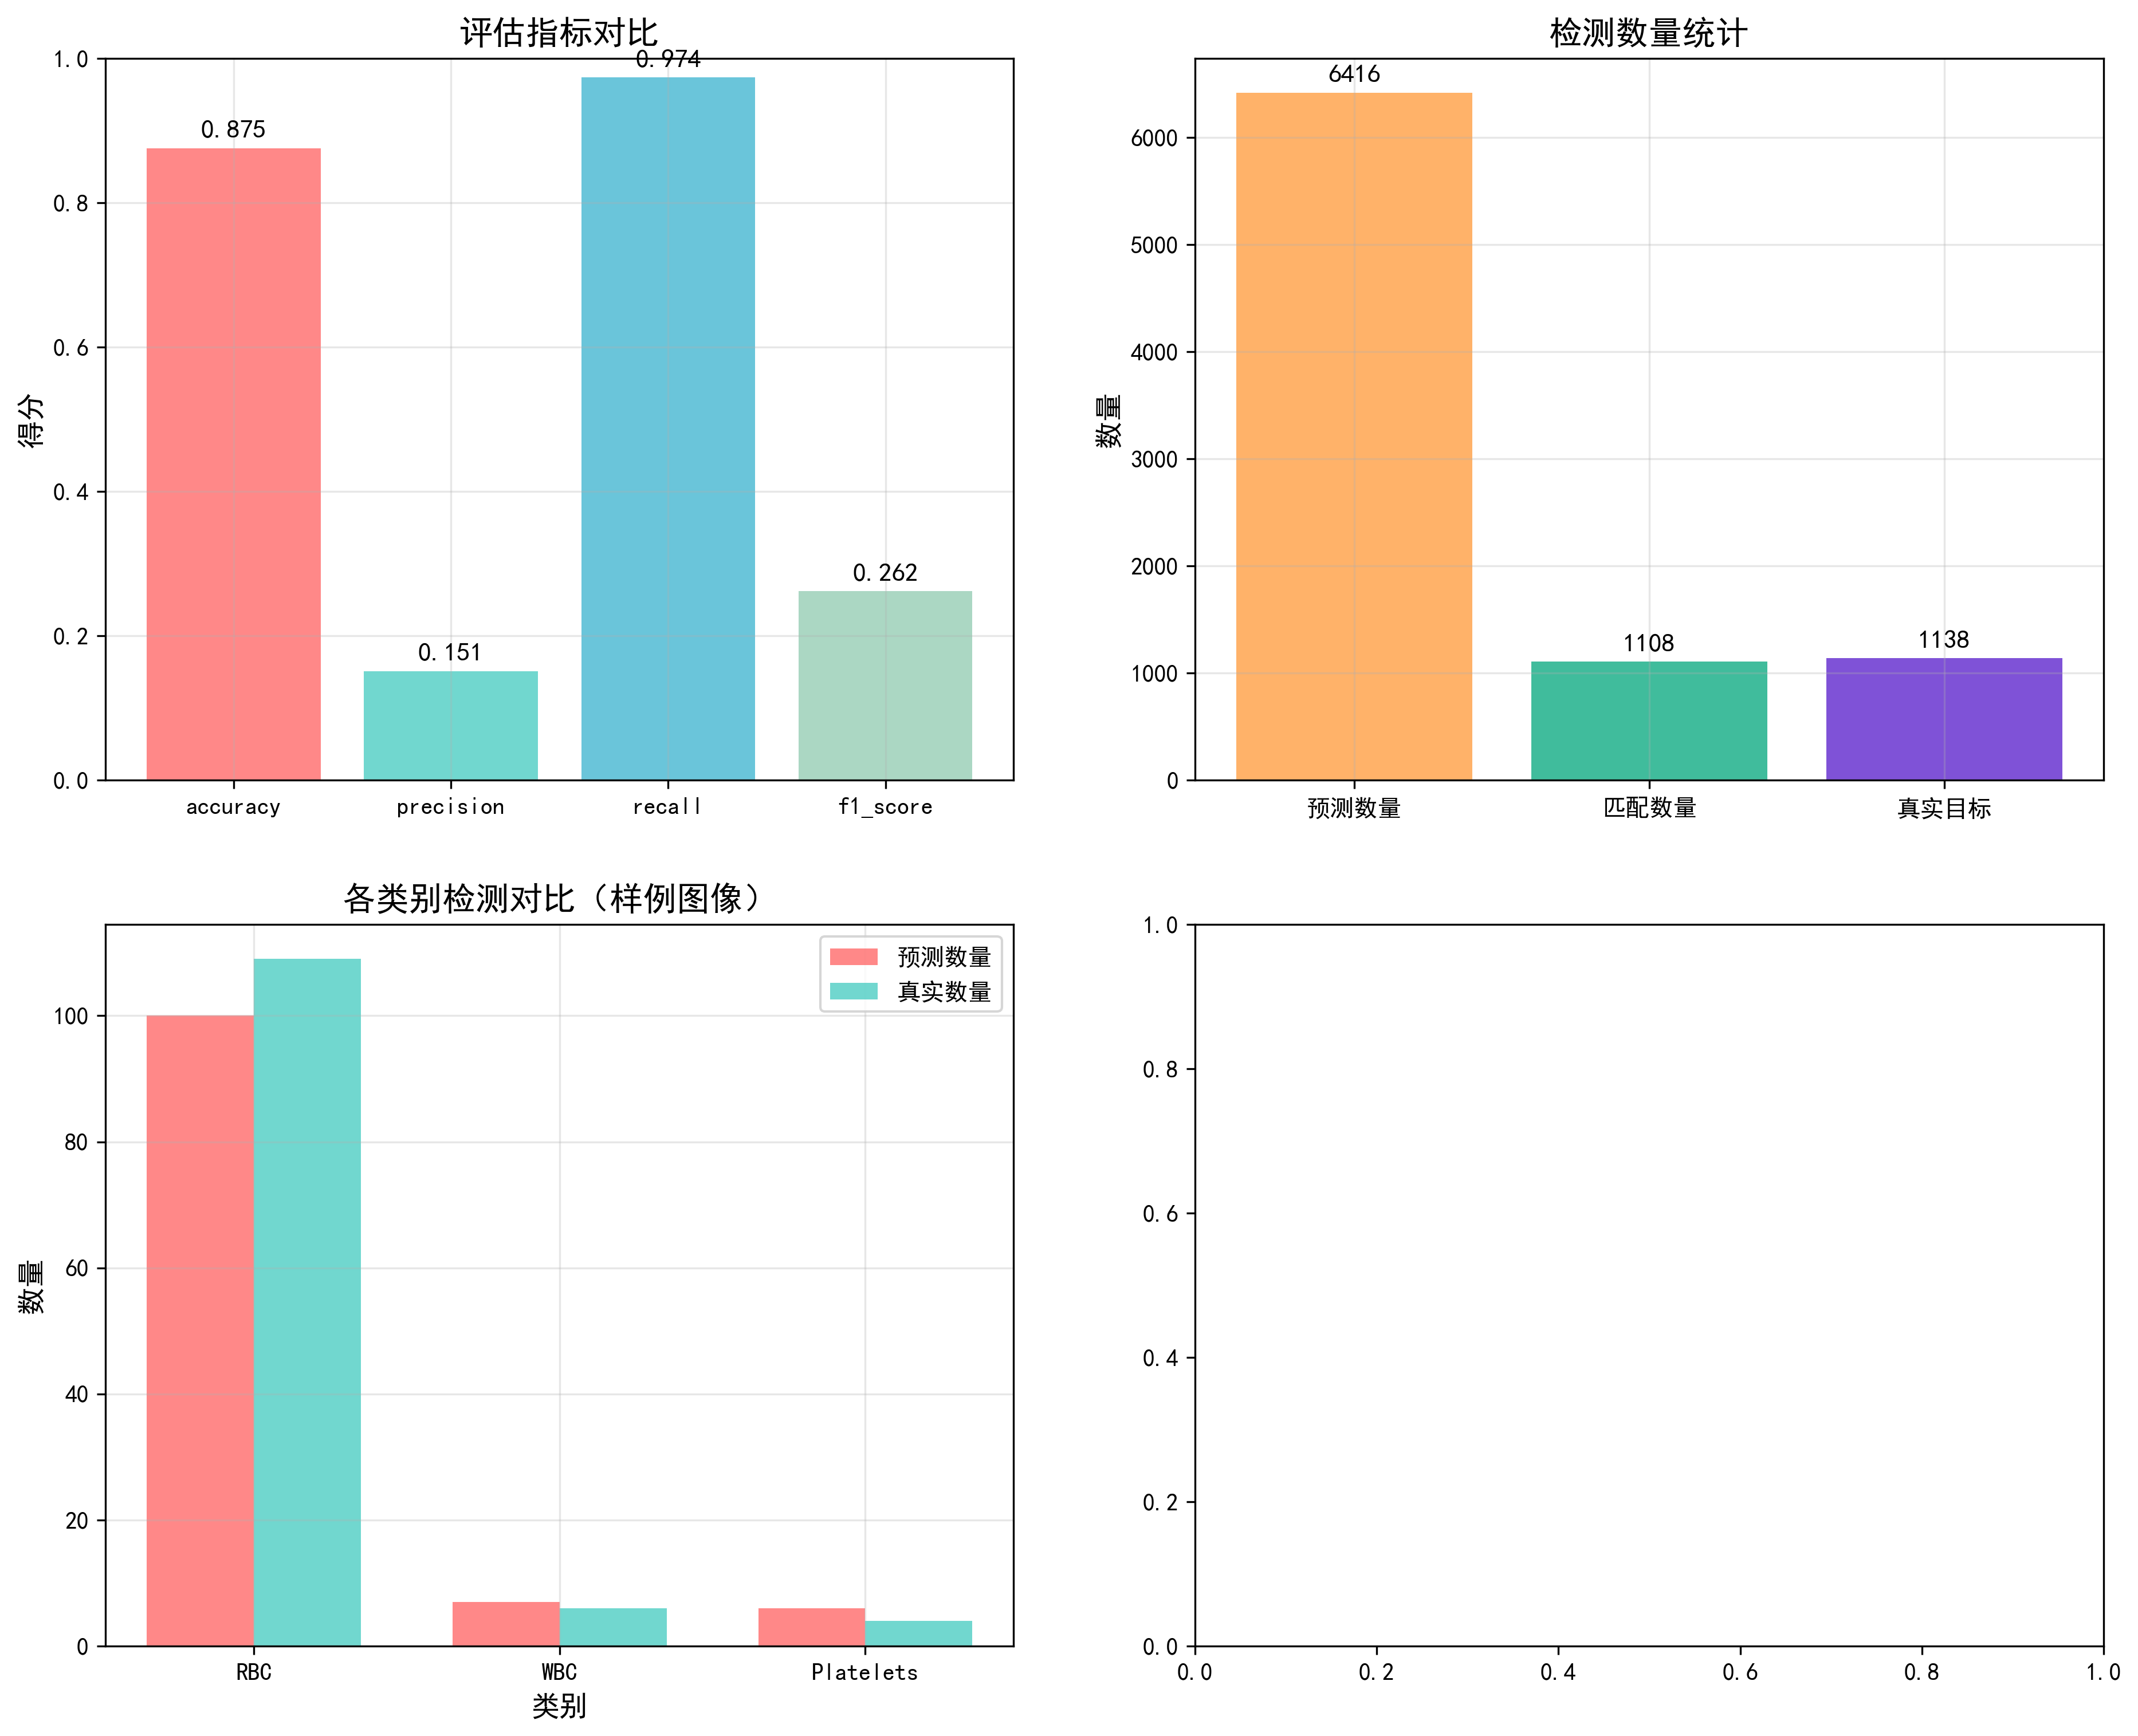 评估指标对比
得分
1.0
0.8
0.6
0.4
0.2
0.0
0.875
0.151
0.974
0.262
accuracy precision recall f1_score
检测数量统计
数量
6000
5000
4000
3000
2000
1000
0
6416
1108
1138
预测数量 匹配数量 真实目标
各类别检测对比（样例图像）
预测数量
真实数量
数量
100
80
60
40
20
0
RBC WBC Platelets
类别
1.0
0.8
0.6
0.4
0.2
0.0
0.0 0.2 0.4 0.6 0.8 1.0